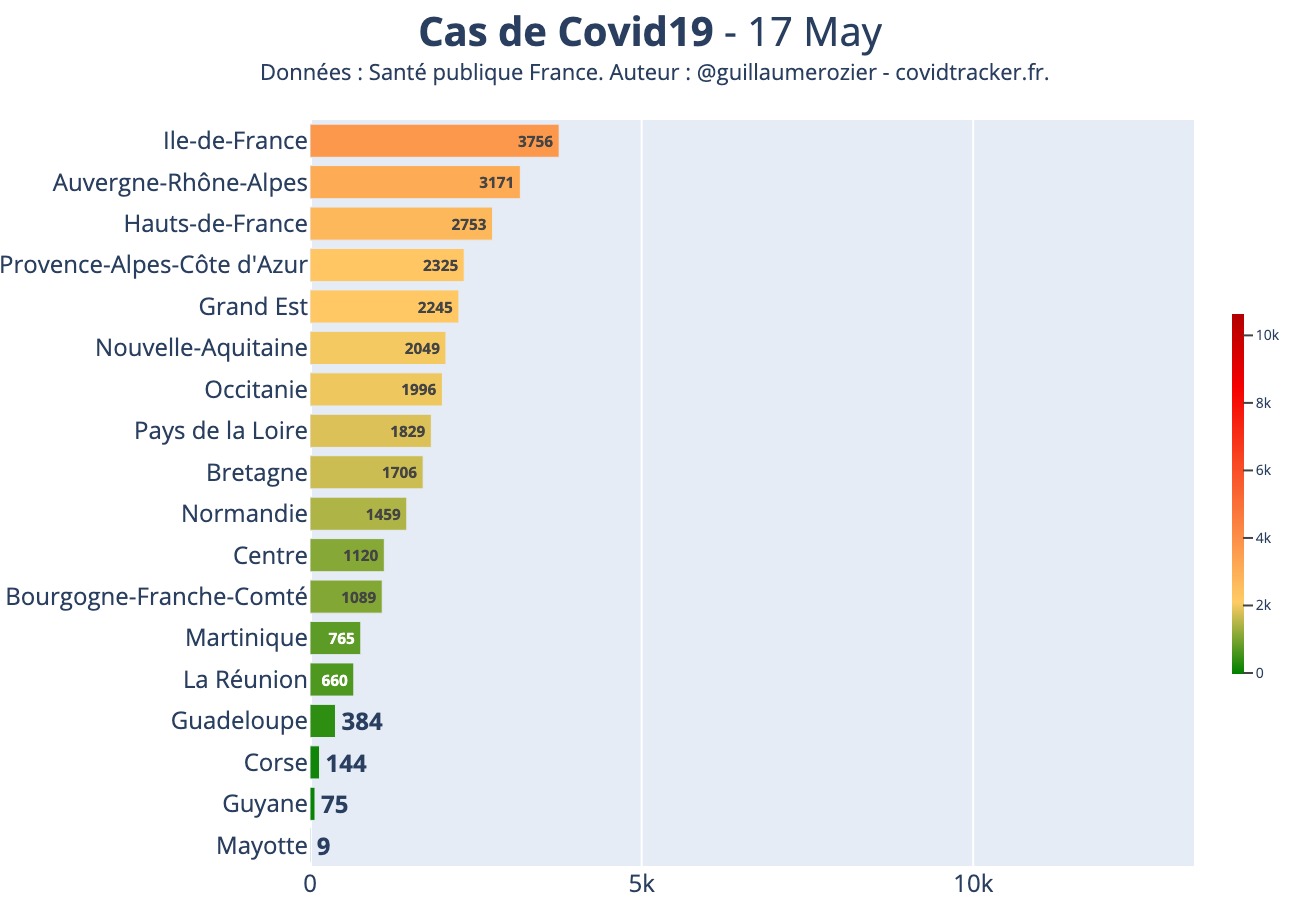 Cas de Covid19 - 17 May
Données : Santé publique France. Auteur : @guillaumerozier - covidtracker.fr.
Ile-de-France 3756
Auvergne-Rhône-Alpes 3171
Hauts-de-France 2753
Provence-Alpes-Côte d'Azur 2325
Grand Est 2245
Nouvelle-Aquitaine 2049
Occitanie 1996
Pays de la Loire 1829
Bretagne 1706
Normandie 1459
Centre 1120
Bourgogne-Franche-Comté 1089
Martinique 765
La Réunion 660
Guadeloupe 384
Corse 144
Guyane 75
Mayotte 9
0 5k 10k
10k
8k
6k
4k
2k
0